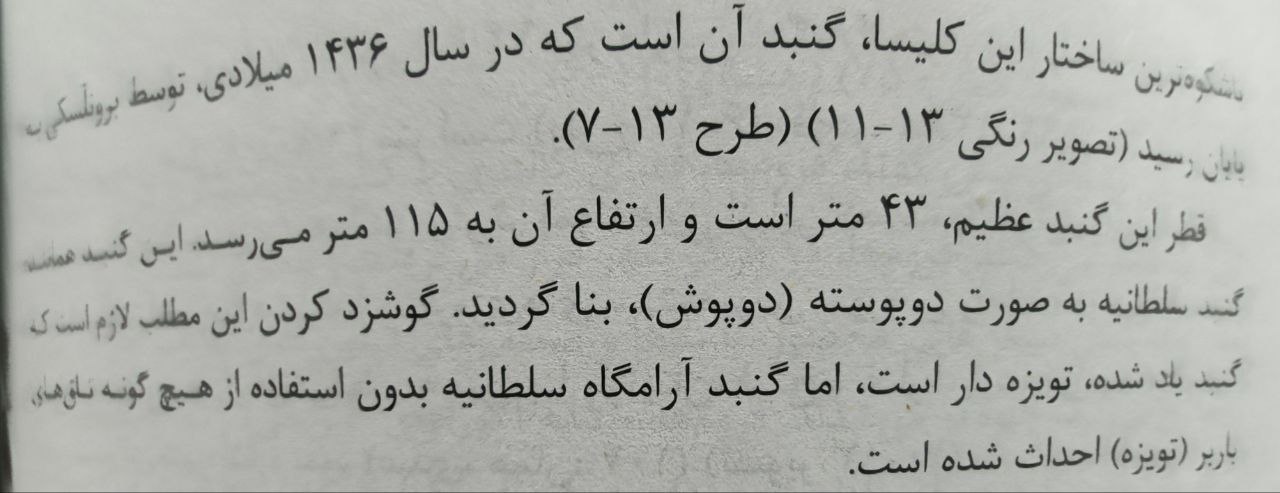 باشکوه‌ترین ساختار این کلیسا، گنبد آن است که در سال ۱۴۳۶ میلادی، توسط برونلسکی به
پایان رسید (تصویر رنگی ۱۳-۱۱) (طرح ۱۳-۷).
قطر این گنبد عظیم، ۴۳ متر است و ارتفاع آن به ۱۱۵ متر می‌رسد. این گنبد همانند
گنبد سلطانیه به صورت دوپوسته (دوپوش)، بنا گردید. گوشزد کردن این مطلب لازم است که
گنبد یاد شده، تویزه دار است، اما گنبد آرامگاه سلطانیه بدون استفاده از هیچ گونه
باربر (تویزه) احداث شده است.